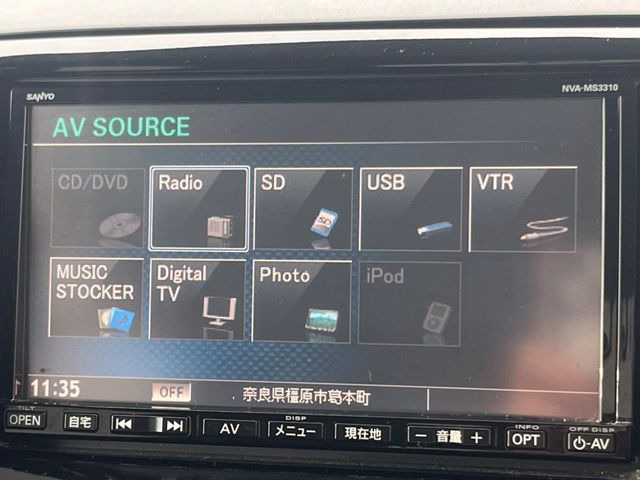 SANYO
NVA-MS3310
AV SOURCE
CD/DVD
Radio
SD
USB
VTR
MUSIC STOCKER
Digital TV
Photo
iPod
11:35
OFF
奈良県橿原市葛本町
TILT
OPEN
自宅
AV
DISP
メニュー
現在地
− 音量 +
INFO
OPT
OFF DISP
⏻-AV